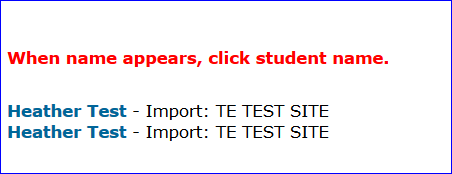 When name appears, click student name.
Heather Test - Import: TE TEST SITE
Heather Test - Import: TE TEST SITE